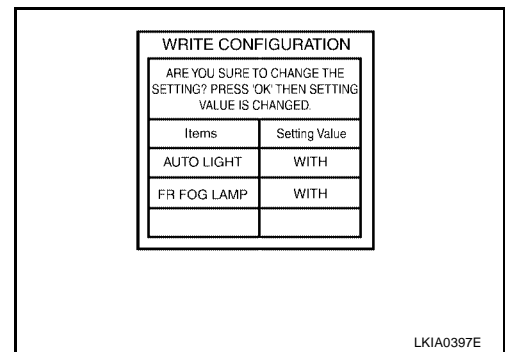 WRITE CONFIGURATION
ARE YOU SURE TO CHANGE THE
SETTING? PRESS 'OK' THEN SETTING
VALUE IS CHANGED.
Items Setting Value
AUTO LIGHT WITH
FR FOG LAMP WITH
LKIA0397E